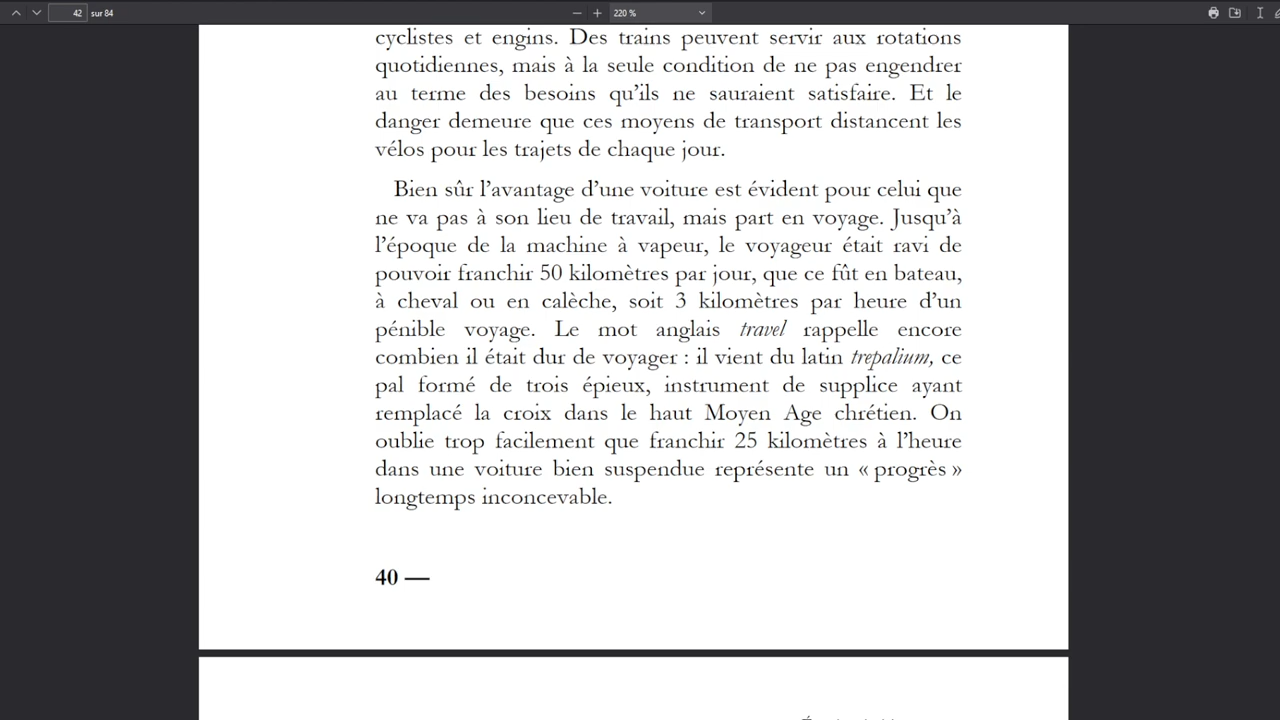 42 sur 84
220 %
cyclistes et engins. Des trains peuvent servir aux rotations
quotidiennes, mais à la seule condition de ne pas engendrer
au terme des besoins qu’ils ne sauraient satisfaire. Et le
danger demeure que ces moyens de transport distancent les
vélos pour les trajets de chaque jour.
Bien sûr l’avantage d’une voiture est évident pour celui que
ne va pas à son lieu de travail, mais part en voyage. Jusqu’à
l’époque de la machine à vapeur, le voyageur était ravi de
pouvoir franchir 50 kilomètres par jour, que ce fût en bateau,
à cheval ou en calèche, soit 3 kilomètres par heure d’un
pénible voyage. Le mot anglais travel rappelle encore
combien il était dur de voyager : il vient du latin trepalium, ce
pal formé de trois épieux, instrument de supplice ayant
remplacé la croix dans le haut Moyen Age chrétien. On
oublie trop facilement que franchir 25 kilomètres à l’heure
dans une voiture bien suspendue représente un « progrès »
longtemps inconcevable.
40 —